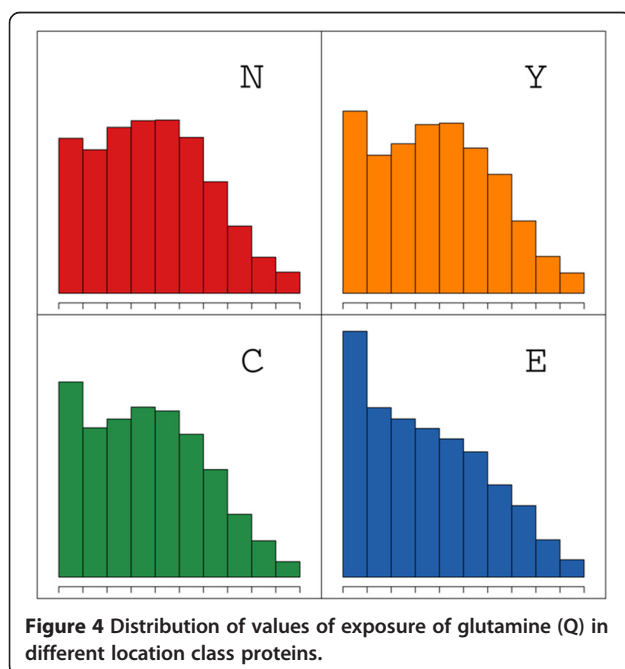 N
Y
C
E
Figure 4 Distribution of values of exposure of glutamine (Q) in
different location class proteins.